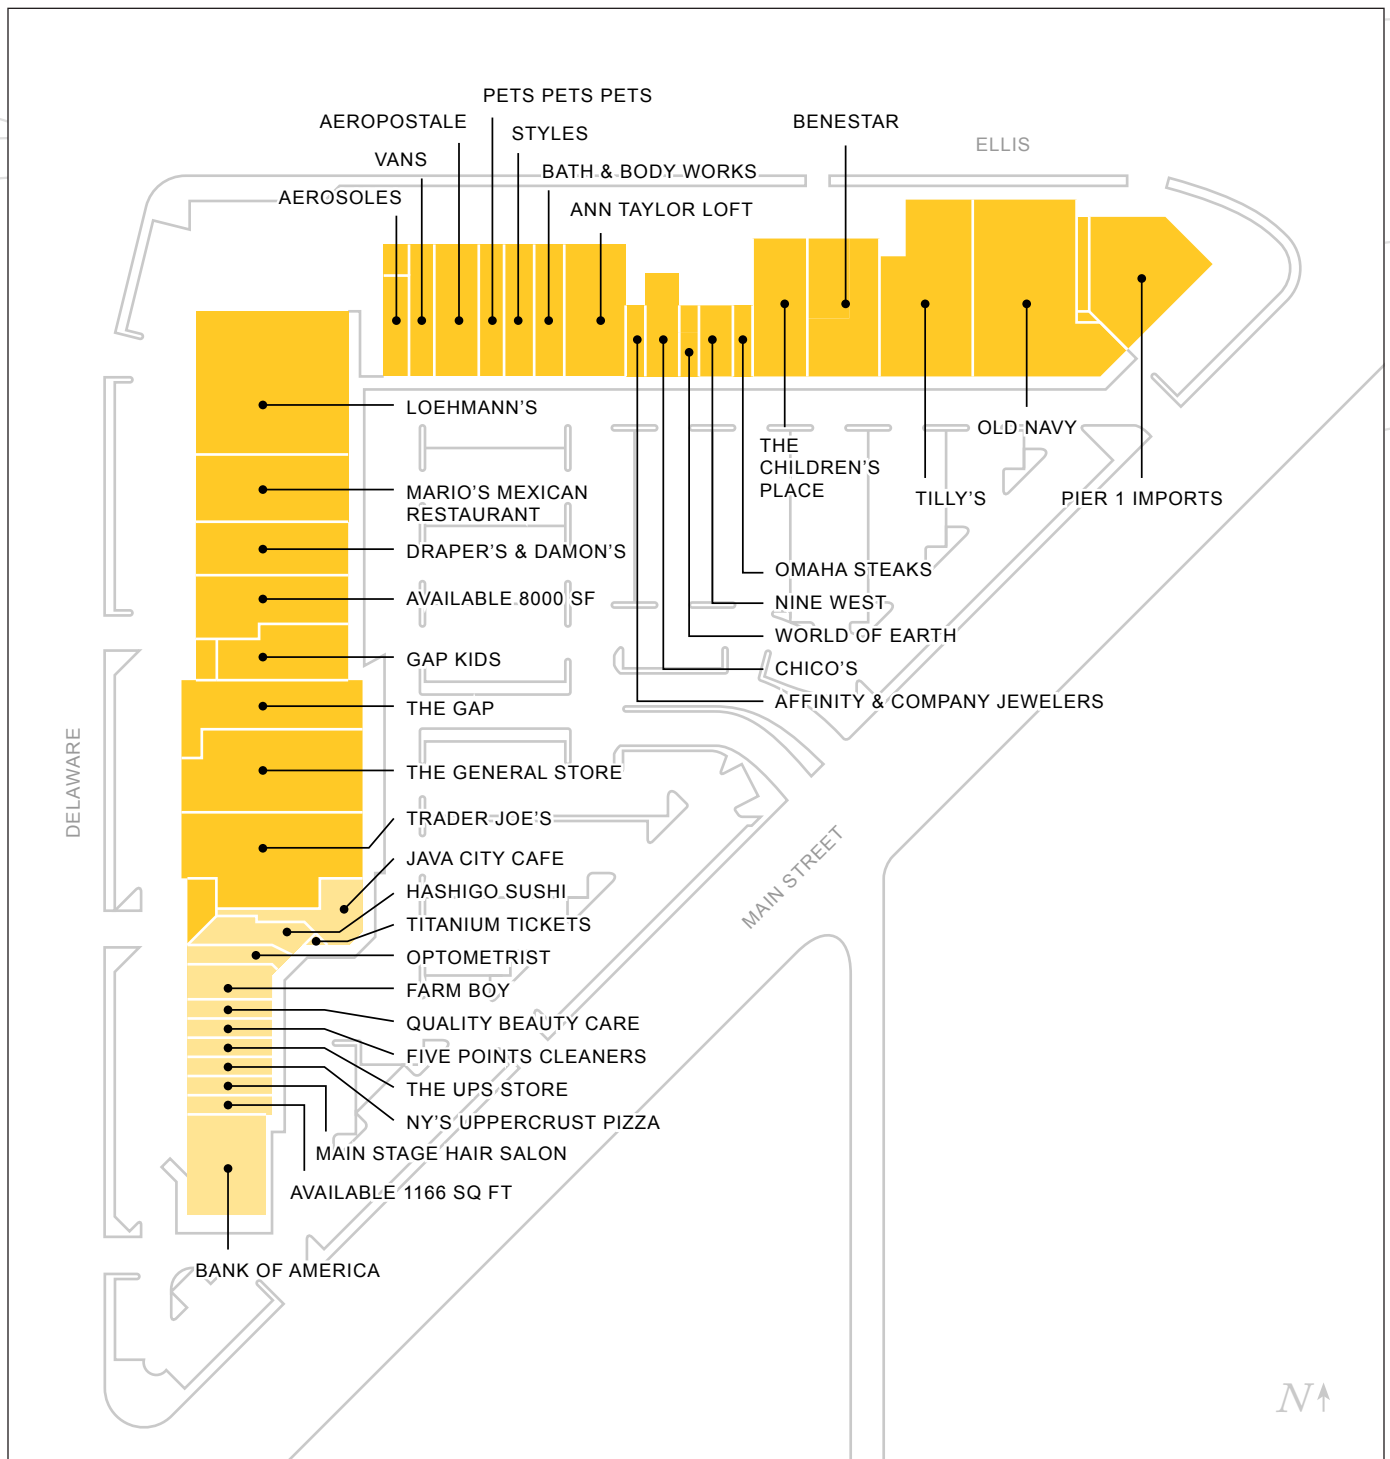 PETS PETS PETS
AEROPOSTALE
BENESTAR
STYLES
ELLIS
VANS
BATH & BODY WORKS
AEROSOLES
ANN TAYLOR LOFT
LOEHMANN'S
OLD NAVY
THE
CHILDREN'S
PLACE
MARIO'S MEXICAN
RESTAURANT
TILLY'S
PIER 1 IMPORTS
DRAPER'S & DAMON'S
OMAHA STEAKS
AVAILABLE 8000 SF
NINE WEST
WORLD OF EARTH
GAP KIDS
CHICO'S
AFFINITY & COMPANY JEWELERS
THE GAP
DELAWARE
THE GENERAL STORE
TRADER JOE'S
JAVA CITY CAFE
MAIN STREET
HASHIGO SUSHI
TITANIUM TICKETS
OPTOMETRIST
FARM BOY
QUALITY BEAUTY CARE
FIVE POINTS CLEANERS
THE UPS STORE
NY'S UPPERCRUST PIZZA
MAIN STAGE HAIR SALON
AVAILABLE 1166 SQ FT
BANK OF AMERICA
N